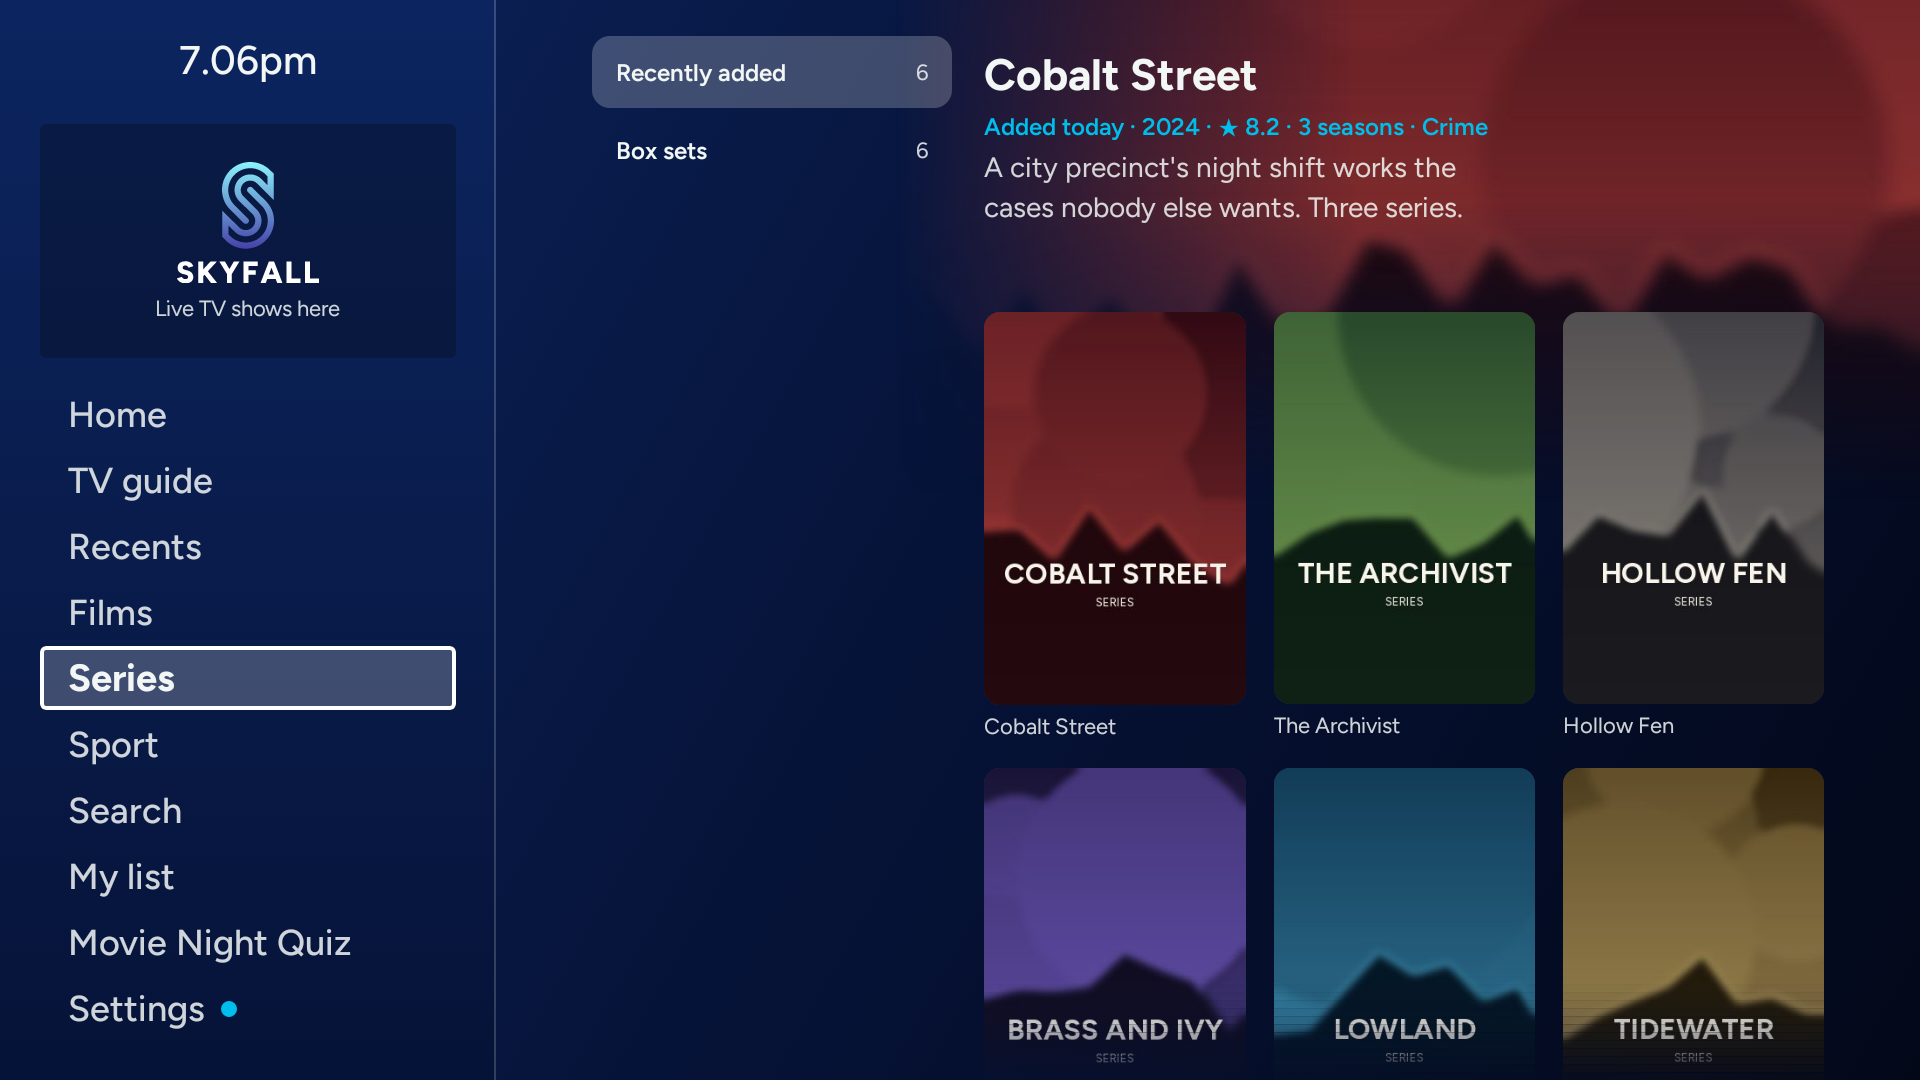 7.06pm
SKYFALL
Live TV shows here
Home
TV guide
Recents
Films
Series
Sport
Search
My list
Movie Night Quiz
Settings
Recently added 6
Box sets 6
Cobalt Street
Added today · 2024 · ★ 8.2 · 3 seasons · Crime
A city precinct's night shift works the
cases nobody else wants. Three series.
COBALT STREET
SERIES
Cobalt Street
THE ARCHIVIST
SERIES
The Archivist
HOLLOW FEN
SERIES
Hollow Fen
BRASS AND IVY
SERIES
LOWLAND
SERIES
TIDEWATER
SERIES